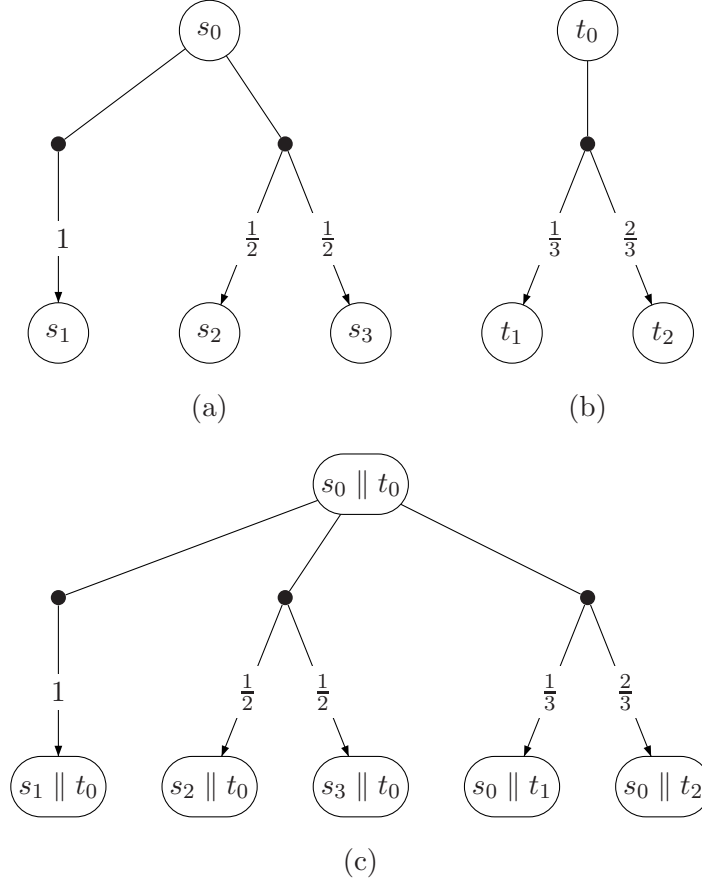 s₀ t₀
1 ½ ½ ⅓ ⅔
s₁ s₂ s₃ t₁ t₂
(a) (b)
s₀ ∥ t₀
1 ½ ½ ⅓ ⅔
s₁ ∥ t₀ s₂ ∥ t₀ s₃ ∥ t₀ s₀ ∥ t₁ s₀ ∥ t₂
(c)